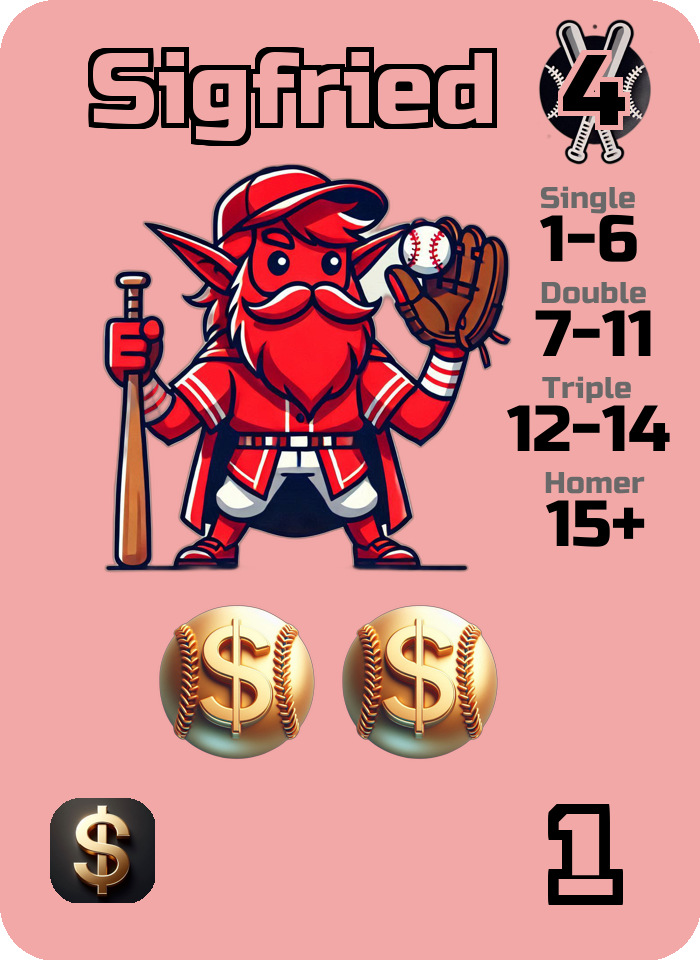 Sigfried
4
Single
1-6
Double
7-11
Triple
12-14
Homer
15+
$ $
$
1